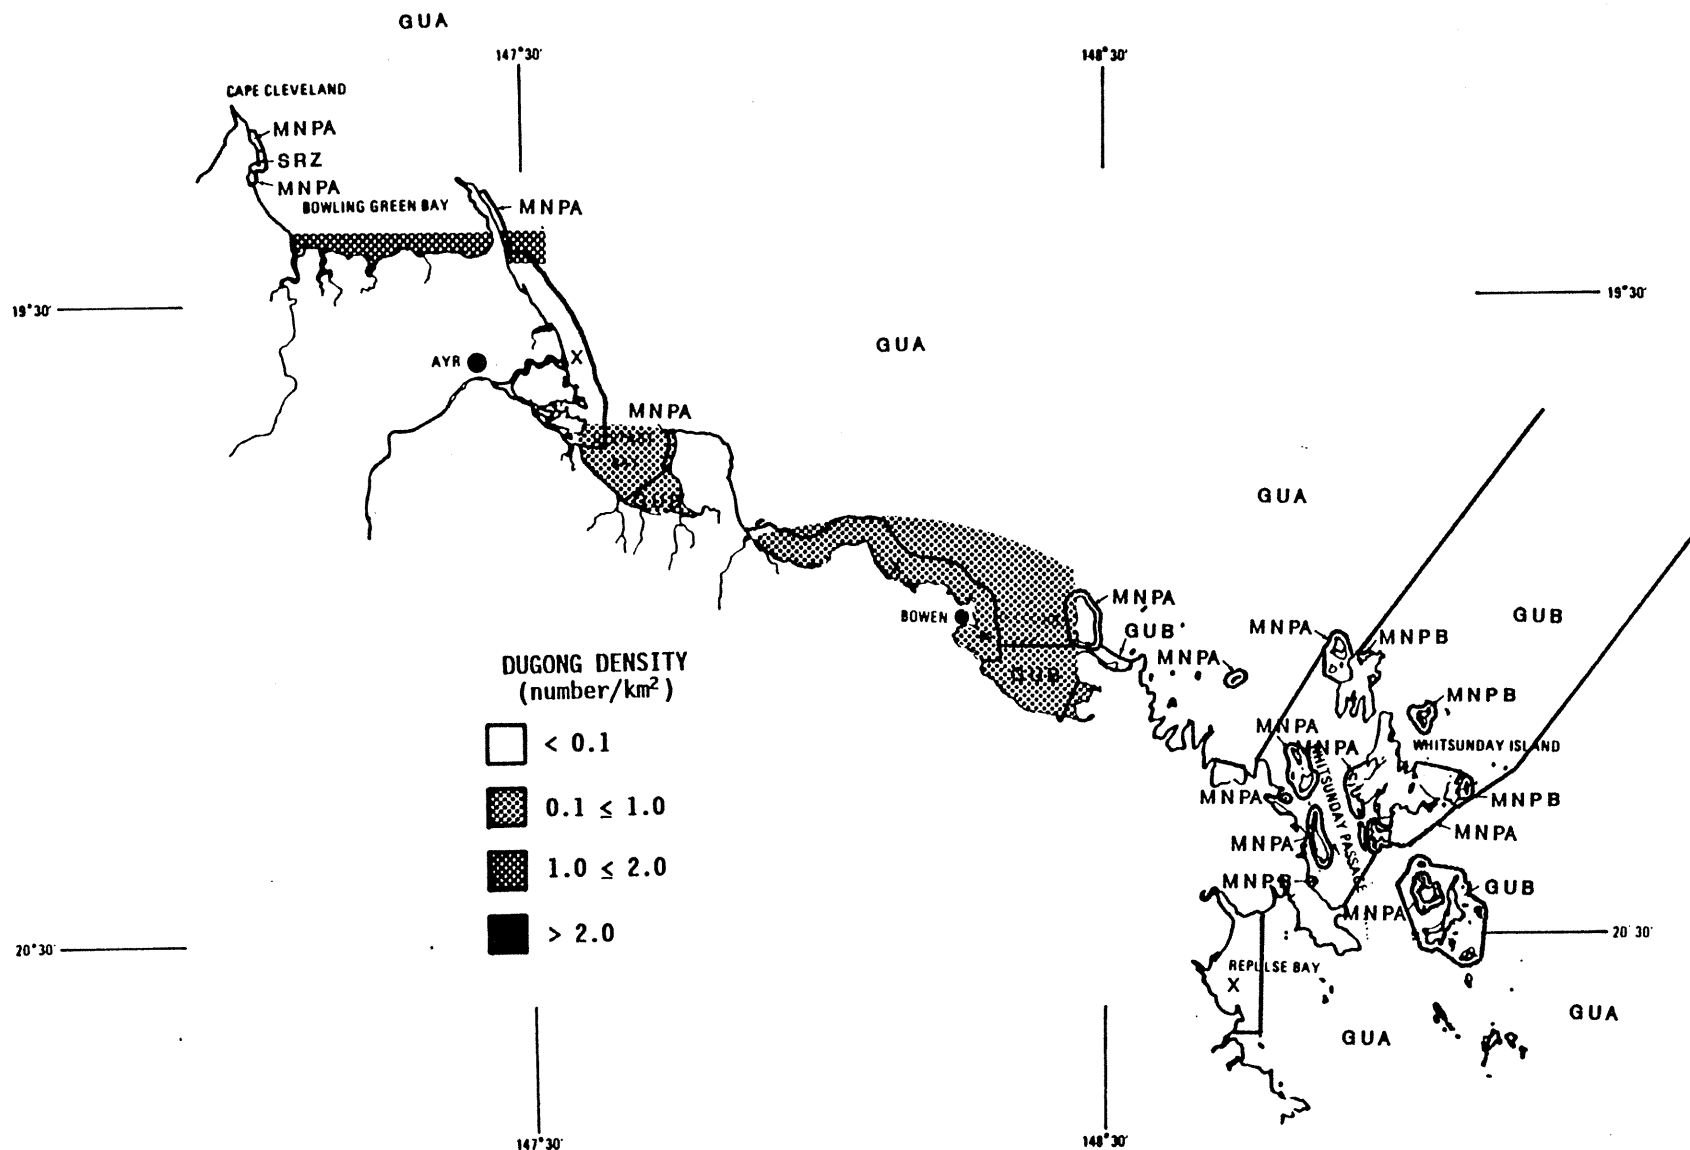 GUA
147°30'
148°30'
CAPE CLEVELAND
MNPA
SRZ
MNPA
BOWLING GREEN BAY
MNPA
19°30'
19°30'
GUA
X
AYR
MNPA
BAY
GUB
GUA
MNPA
BOWEN
GUB
MNPA
GUB
MNPA
MNPB
MNPA
GUB
DUGONG DENSITY
(number/km²)
< 0.1
0.1 ≤ 1.0
1.0 ≤ 2.0
> 2.0
MNPB
MNPA
MNPA
WHITSUNDAY ISLAND
WHITSUNDAY PASSAGE
MNPA
MNPB
MNPA
MNPA
MNPB
GUB
MNPA
20°30'
20°30'
REPULSE BAY
X
GUA
GUA
147°30'
148°30'